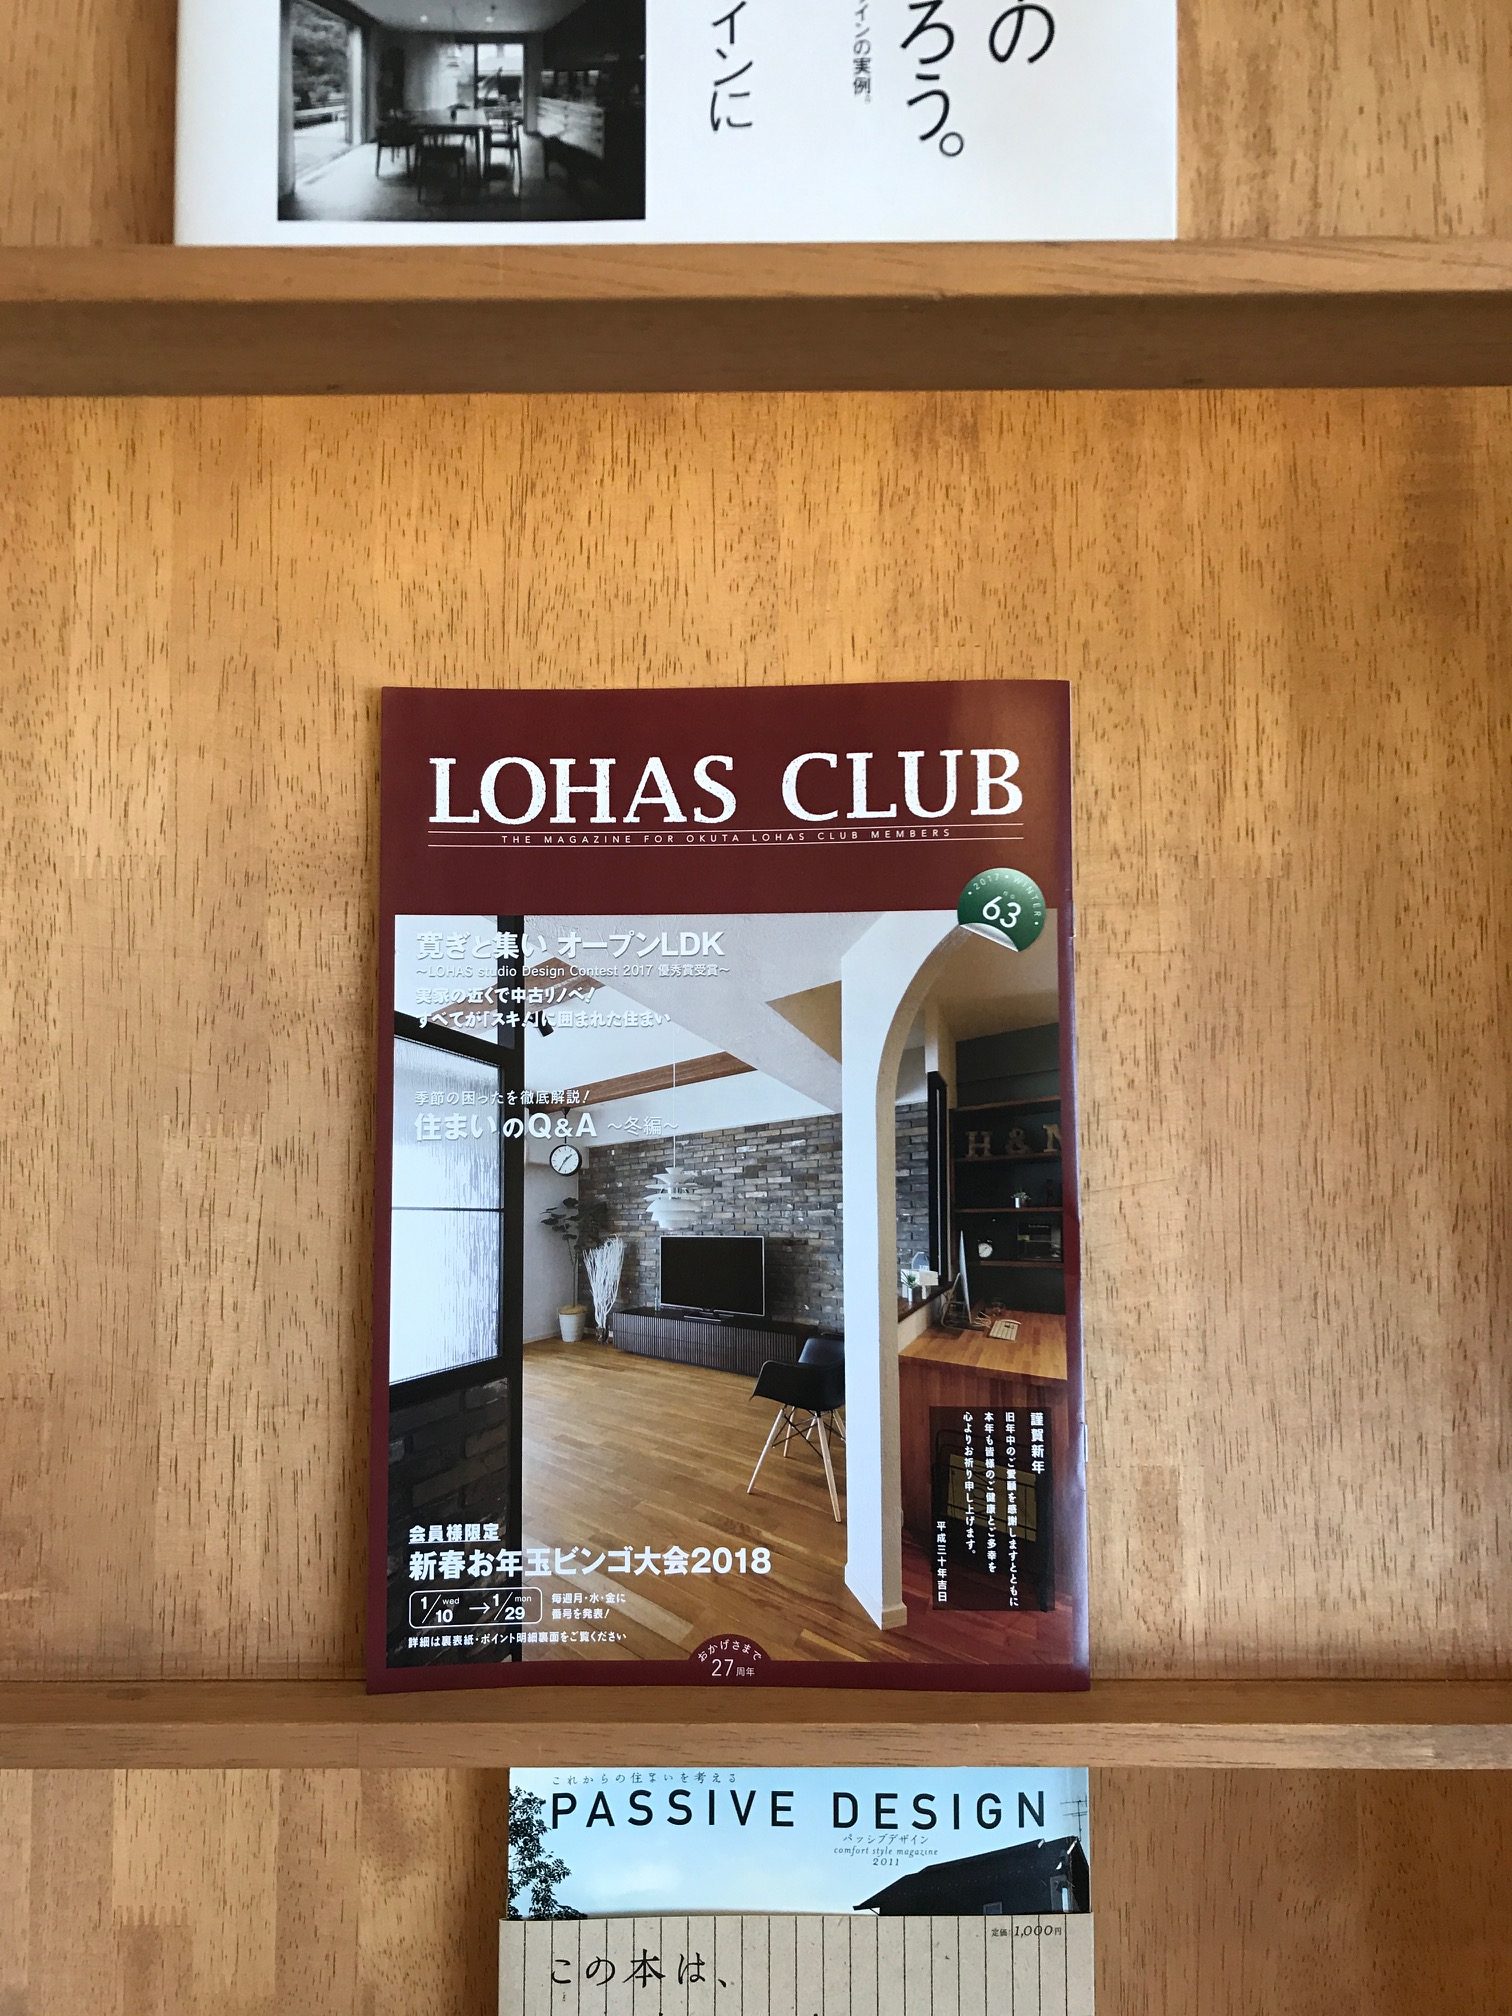 の
ろう。
インの実例。
インに
LOHAS CLUB
THE MAGAZINE FOR OKUTA LOHAS CLUB MEMBERS
•2017•WINTER•
no.
63
寛ぎと集い オープンLDK
〜LOHAS studio Design Contest 2017 優秀賞受賞〜
実家の近くで中古リノベ！
すべてが「スキ！」に囲まれた住まい
季節の困ったを徹底解説！
住まいのQ&A 〜冬編〜
H & N
謹賀新年
旧年中のご愛顧を感謝しますとともに
本年も皆様のご健康とご多幸を
心よりお祈り申し上げます。
平成三十年吉日
会員様限定
新春お年玉ビンゴ大会2018
1/10 wed →1/29 mon
毎週月・水・金に
番号を発表！
詳細は裏表紙・ポイント明細裏面をご覧ください
おかげさまで
27周年
これからの住まいを考える
PASSIVE DESIGN
パッシブデザイン
comfort style magazine
2011
定価：1,000円
この本は、